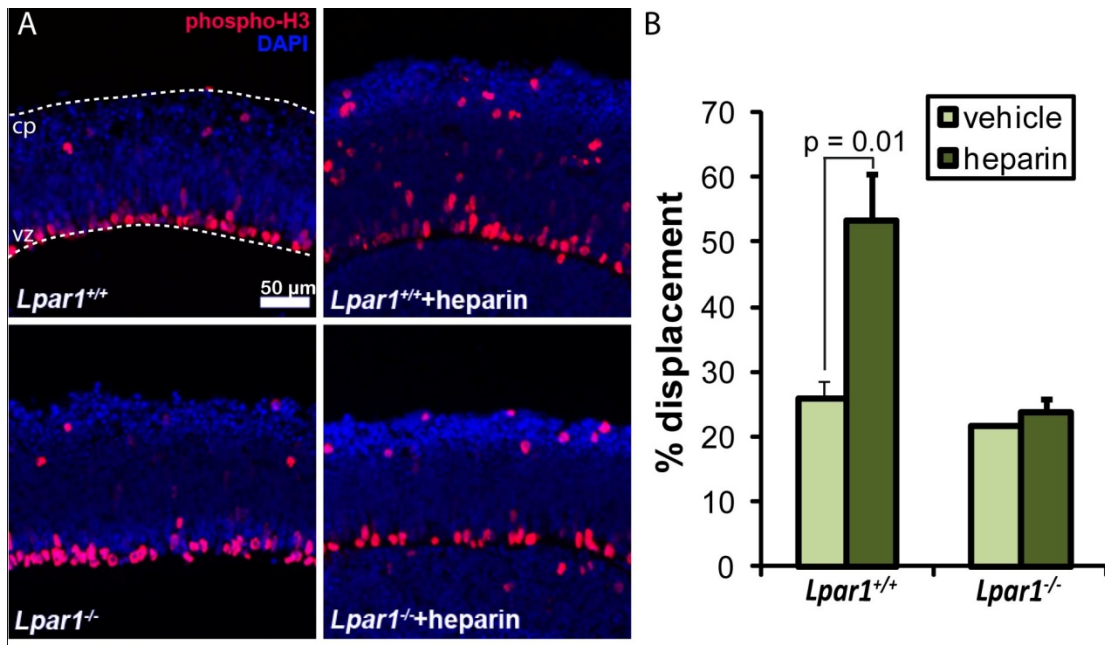 A
phospho-H3
DAPI
cp
vz
Lpar1+/+
50 µm
Lpar1+/++heparin
Lpar1-/-
Lpar1-/-+heparin
B
vehicle
heparin
p = 0.01
% displacement
70
60
50
40
30
20
10
0
Lpar1+/+
Lpar1-/-